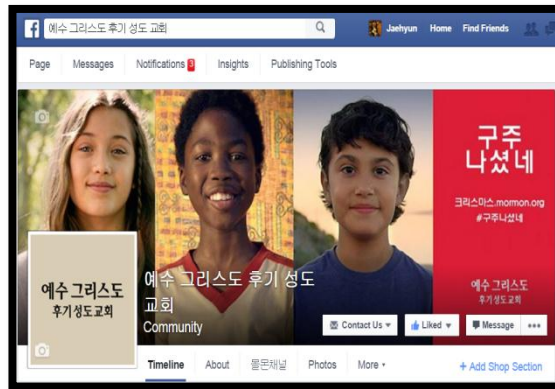 예수 그리스도 후기 성도 교회
Jaehyun Home Find Friends
Page Messages Notifications 3 Insights Publishing Tools
구주
나셨네
크리스마스.mormon.org
#구주나셨네
예수 그리스도
후기성도교회
예수 그리스도
후기성도교회
예수 그리스도 후기 성도
교회
Community
Contact Us Liked Message
Timeline About 몰몬채널 Photos More + Add Shop Section